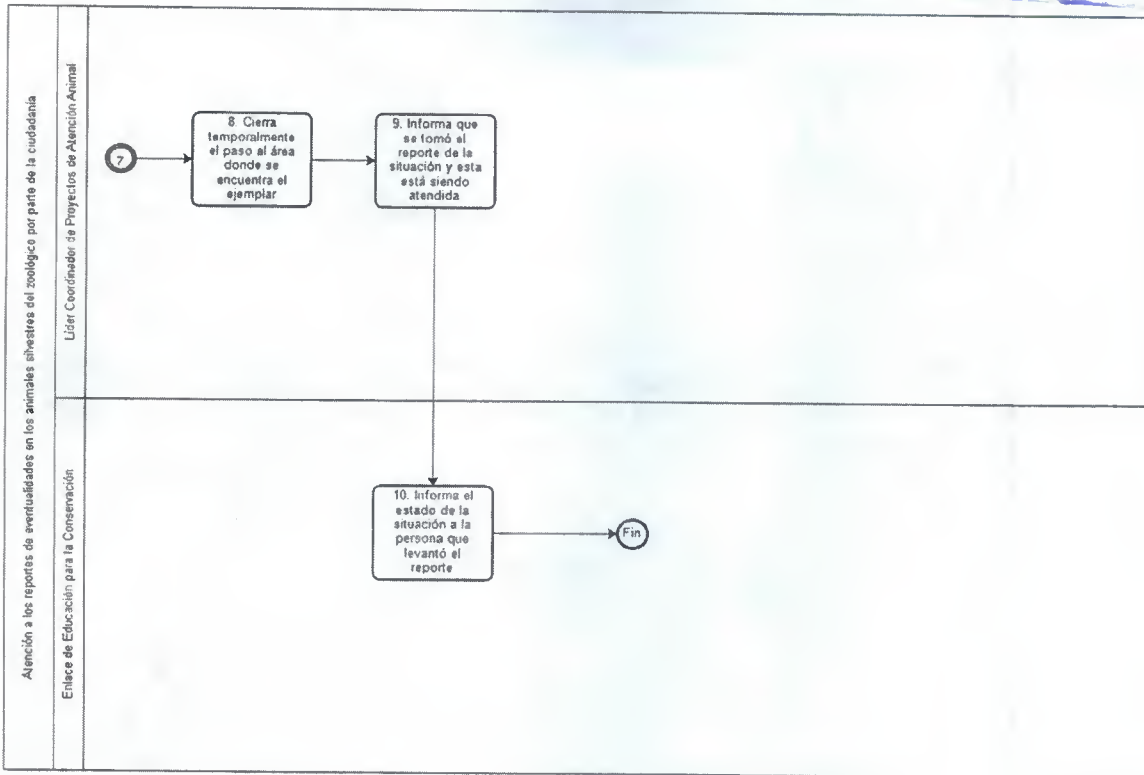 Atención a los reportes de eventualidades en los animales silvestres del zoológico por parte de la ciudadanía
Líder Coordinador de Proyectos de Atención Animal
7
8. Cierra
temporalmente
el paso al área
donde se
encuentra el
ejemplar
9. Informa que
se tomó el
reporte de la
situación y esta
está siendo
atendida
Enlace de Educación para la Conservación
10. Informa el
estado de la
situación a la
persona que
levantó el
reporte
Fin